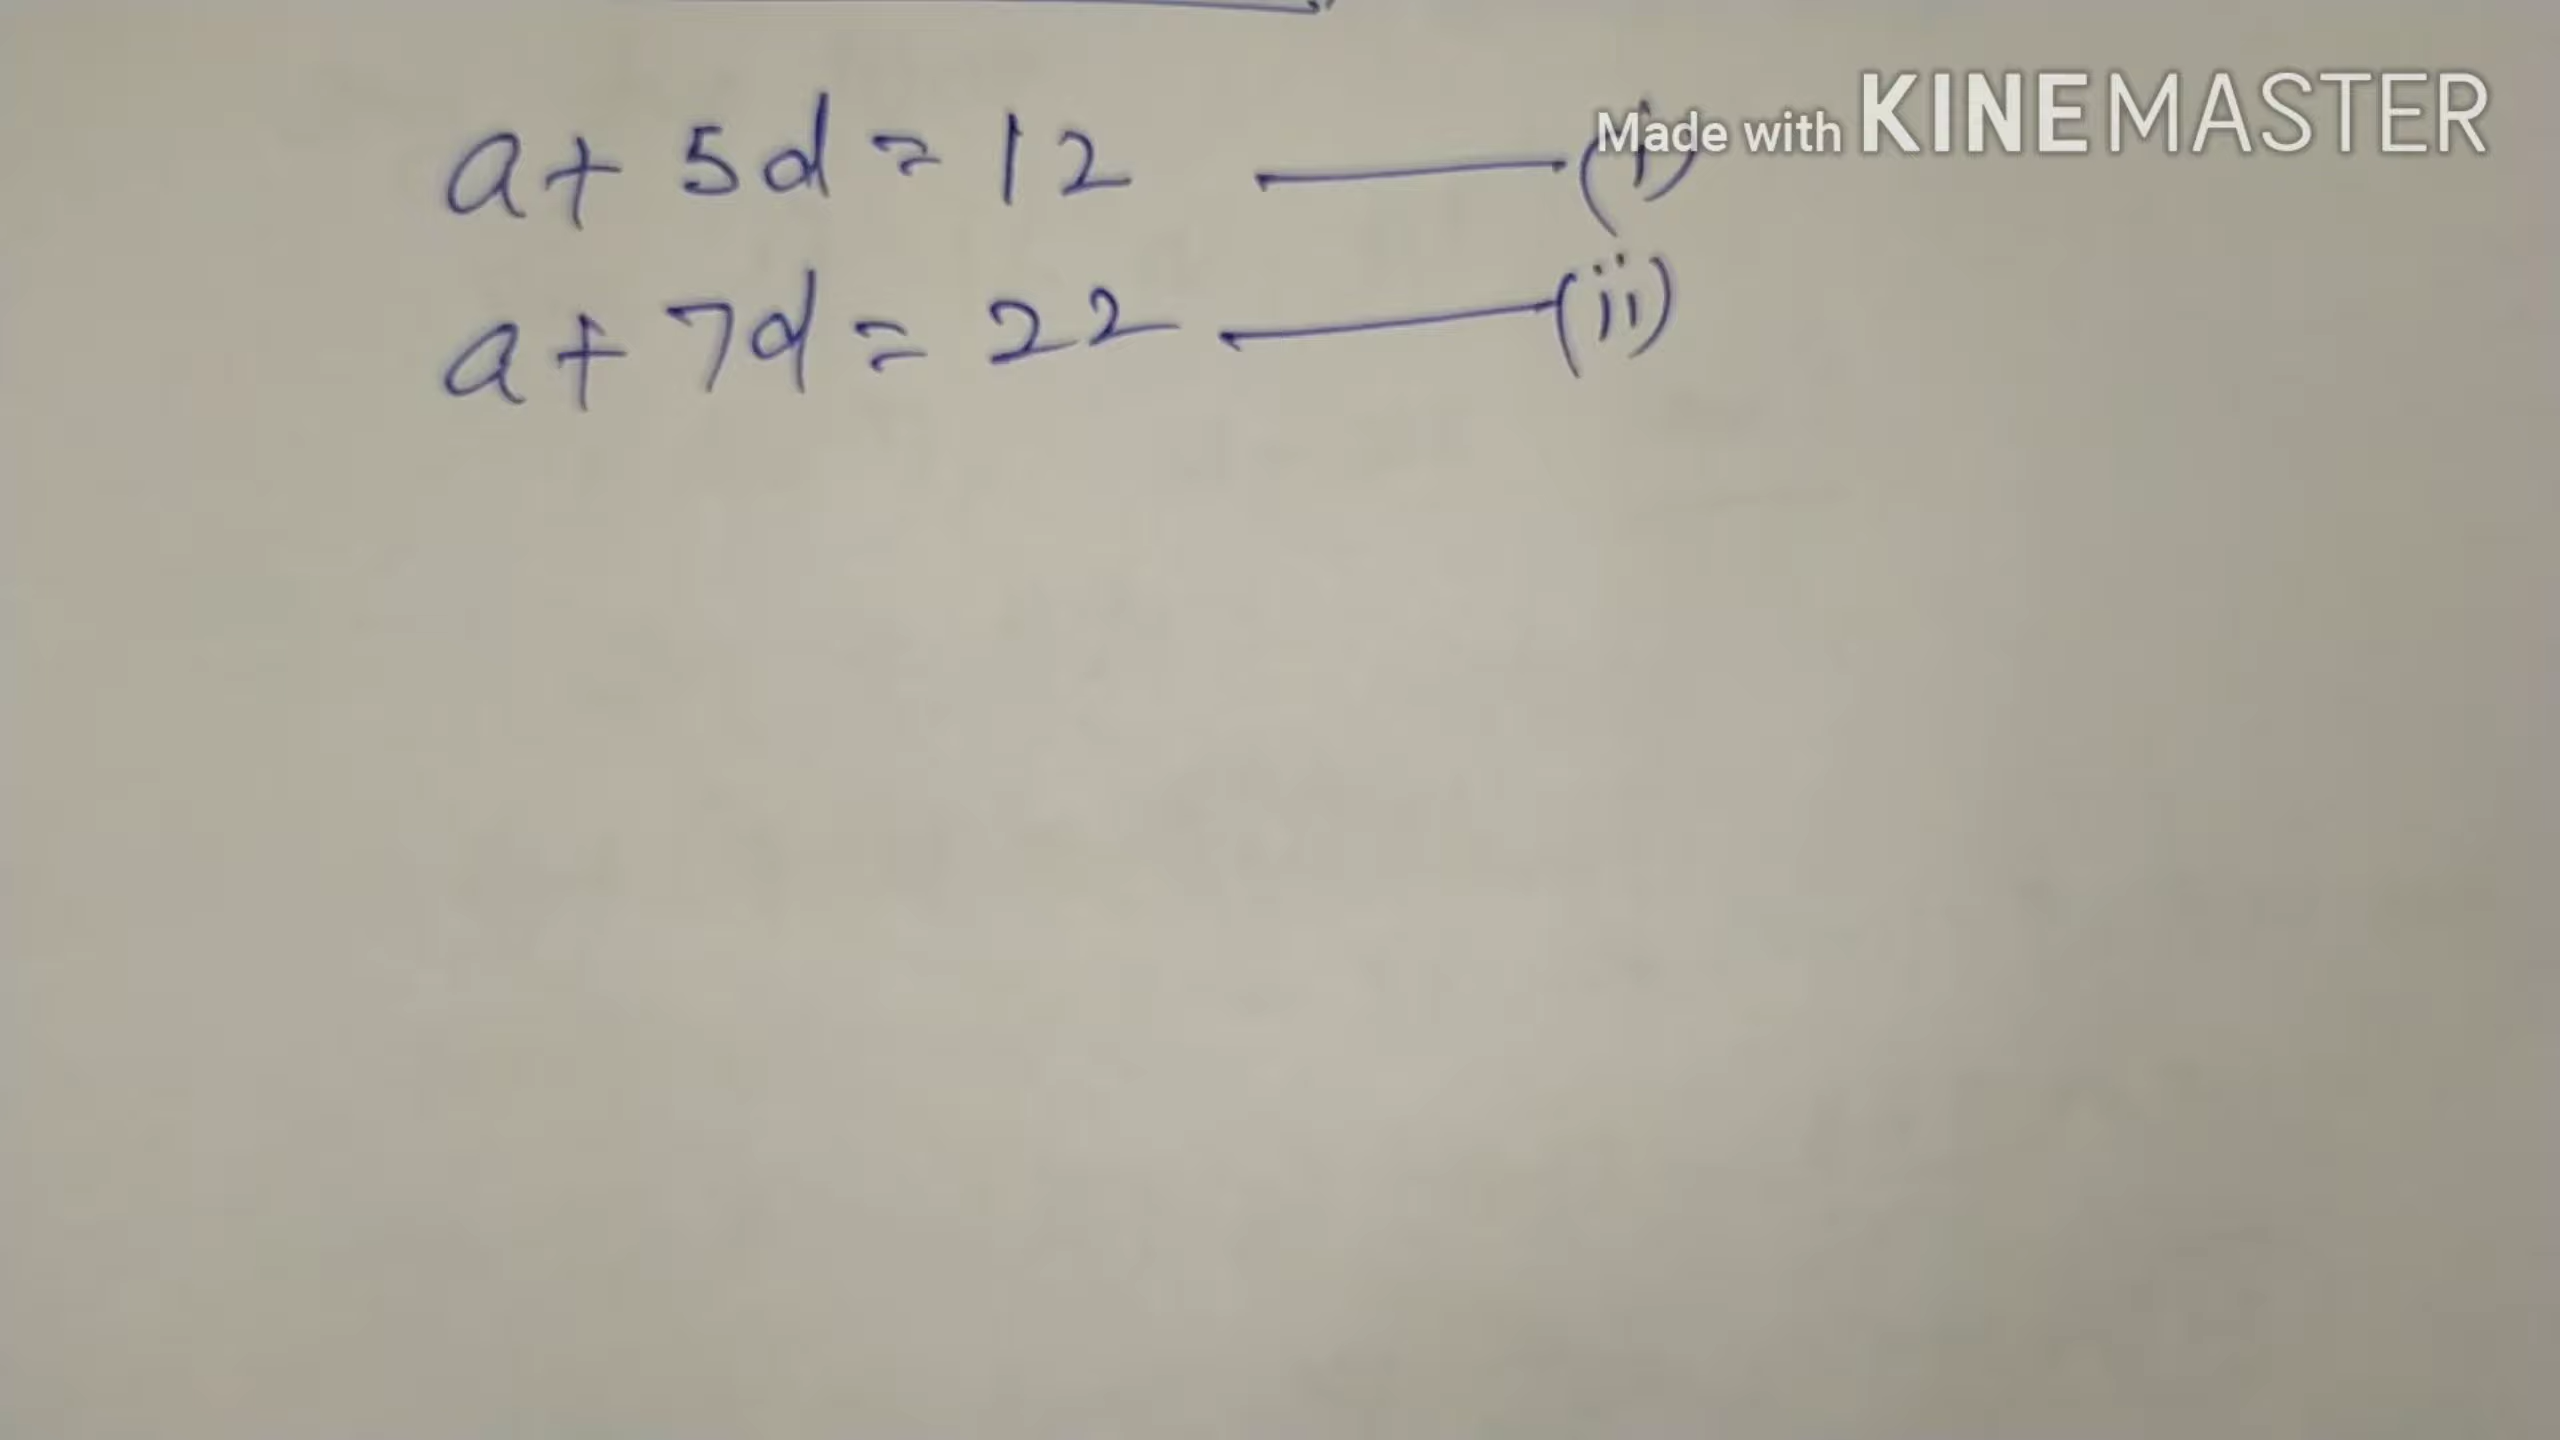 a + 5d = 12 —— (i)
Made with KINEMASTER
a + 7d = 22 —— (ii)